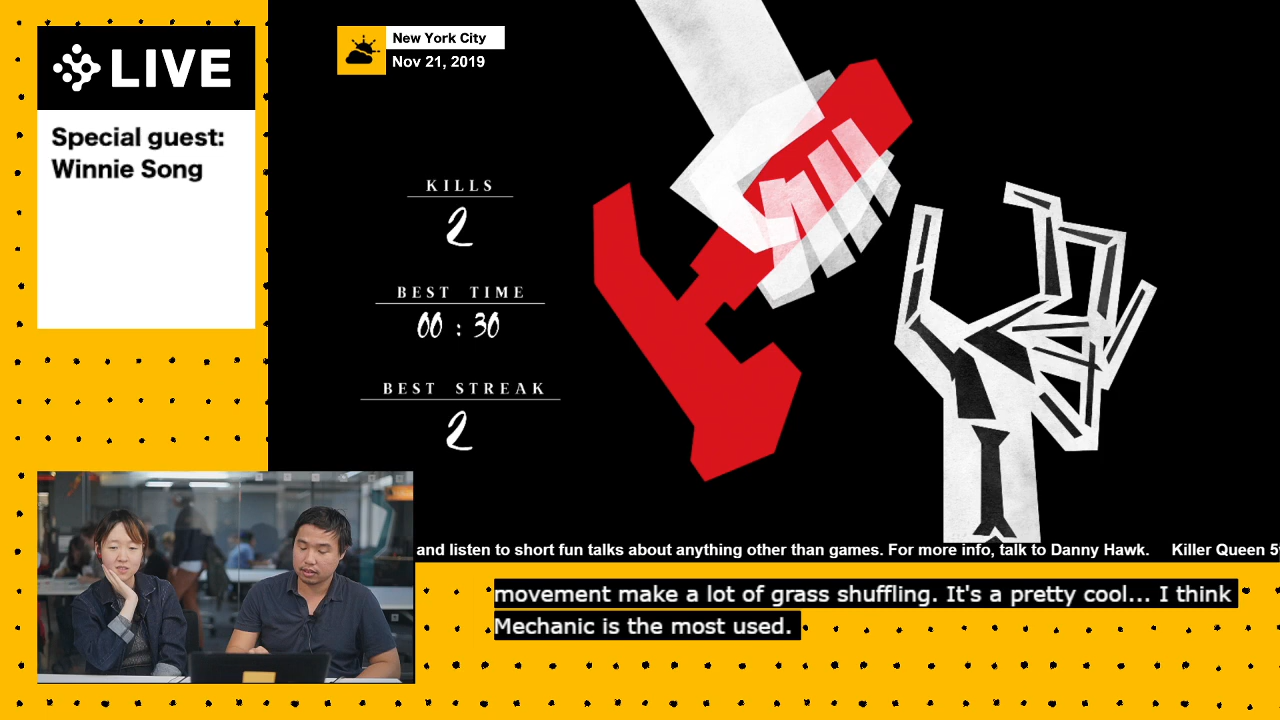 LIVE
Special guest:
Winnie Song
New York City
Nov 21, 2019
KILLS
2
BEST TIME
00 : 30
BEST STREAK
2
and listen to short fun talks about anything other than games. For more info, talk to Danny Hawk. Killer Queen 5
movement make a lot of grass shuffling. It's a pretty cool... I think
Mechanic is the most used.